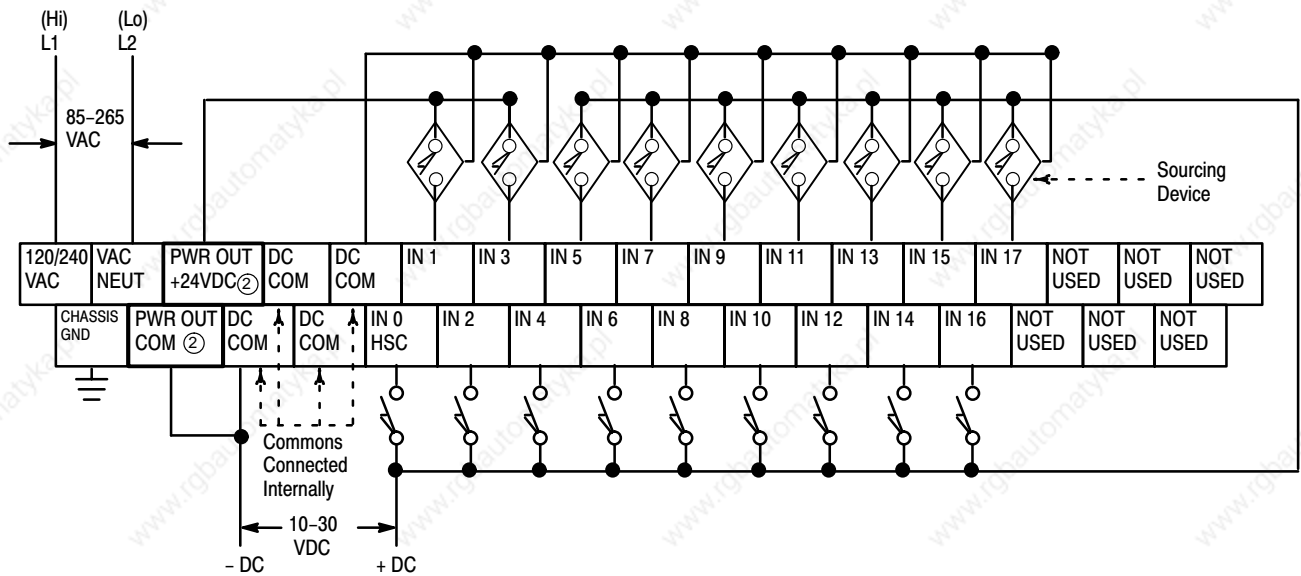 (Hi)
L1
(Lo)
L2
85–265
VAC
Sourcing
Device
120/240
VAC
VAC
NEUT
PWR OUT
+24VDC②
DC
COM
DC
COM
IN 1
IN 3
IN 5
IN 7
IN 9
IN 11
IN 13
IN 15
IN 17
NOT
USED
NOT
USED
NOT
USED
CHASSIS
GND
PWR OUT
COM ②
DC
COM
DC
COM
IN 0
HSC
IN 2
IN 4
IN 6
IN 8
IN 10
IN 12
IN 14
IN 16
NOT
USED
NOT
USED
NOT
USED
Commons
Connected
Internally
10–30
VDC
– DC
+ DC
www.rgbautomatyka.pl